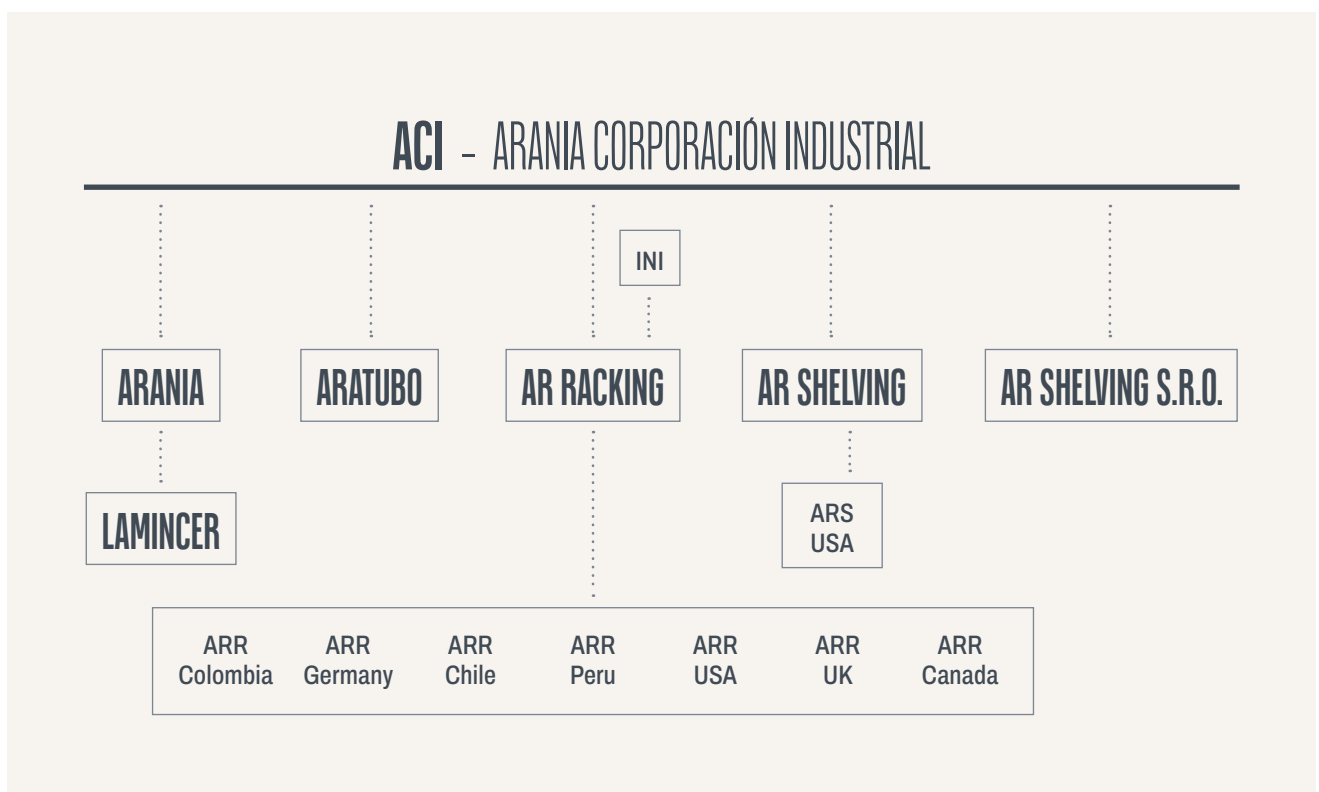 ACI – ARANIA CORPORACIÓN INDUSTRIAL
INI
ARANIA
ARATUBO
AR RACKING
AR SHELVING
AR SHELVING S.R.O.
LAMINCER
ARS
USA
ARR
Colombia
ARR
Germany
ARR
Chile
ARR
Peru
ARR
USA
ARR
UK
ARR
Canada